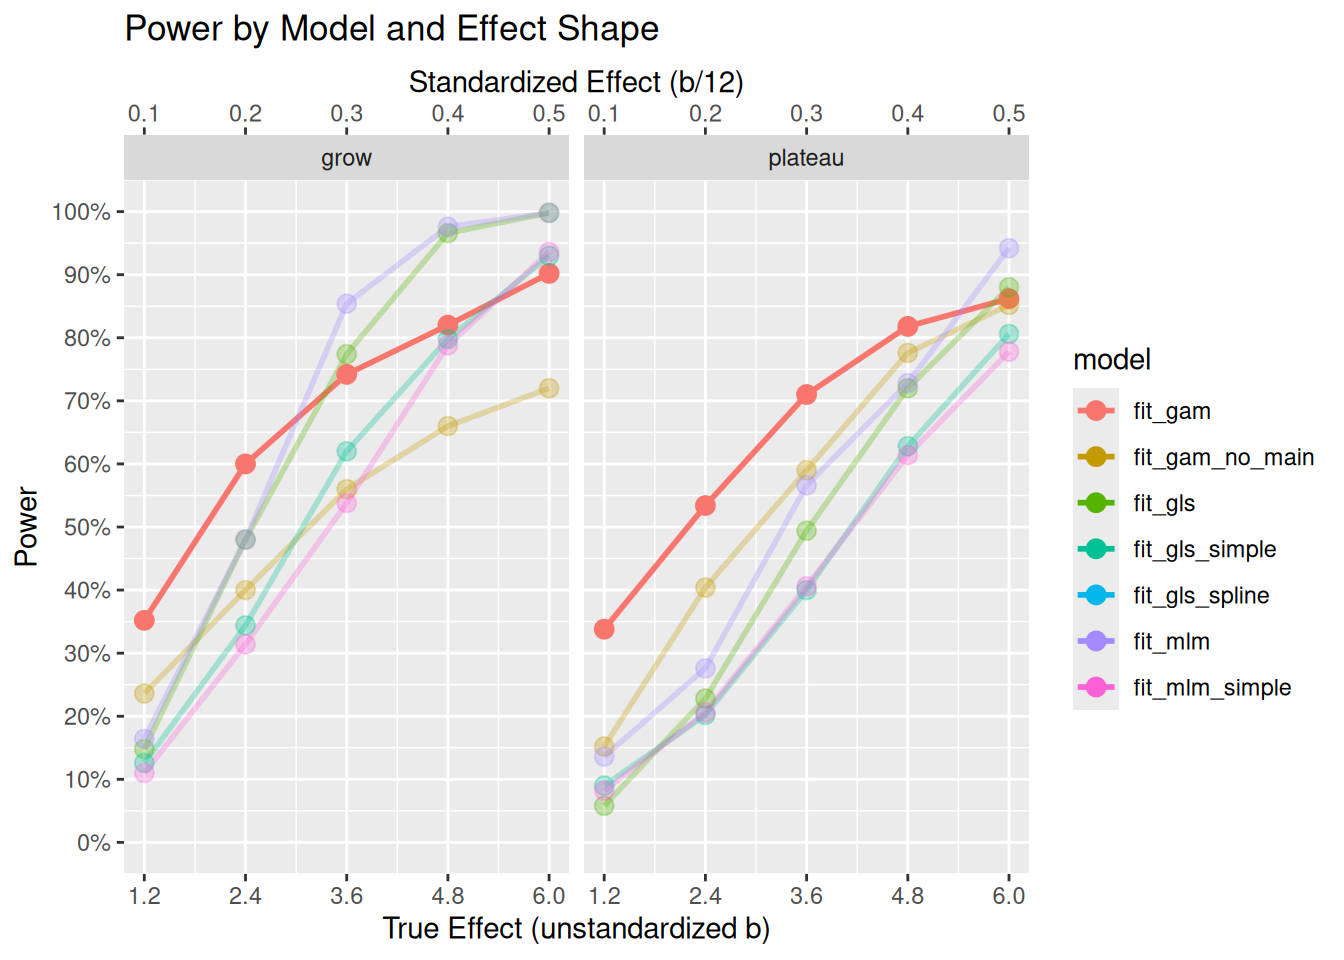 Power by Model and Effect Shape
Standardized Effect (b/12)
0.1 0.2 0.3 0.4 0.5 0.1 0.2 0.3 0.4 0.5
grow plateau
100%
90%
80%
70%
60%
50%
40%
30%
20%
10%
0%
Power
1.2 2.4 3.6 4.8 6.0 1.2 2.4 3.6 4.8 6.0
True Effect (unstandardized b)
model
fit_gam
fit_gam_no_main
fit_gls
fit_gls_simple
fit_gls_spline
fit_mlm
fit_mlm_simple